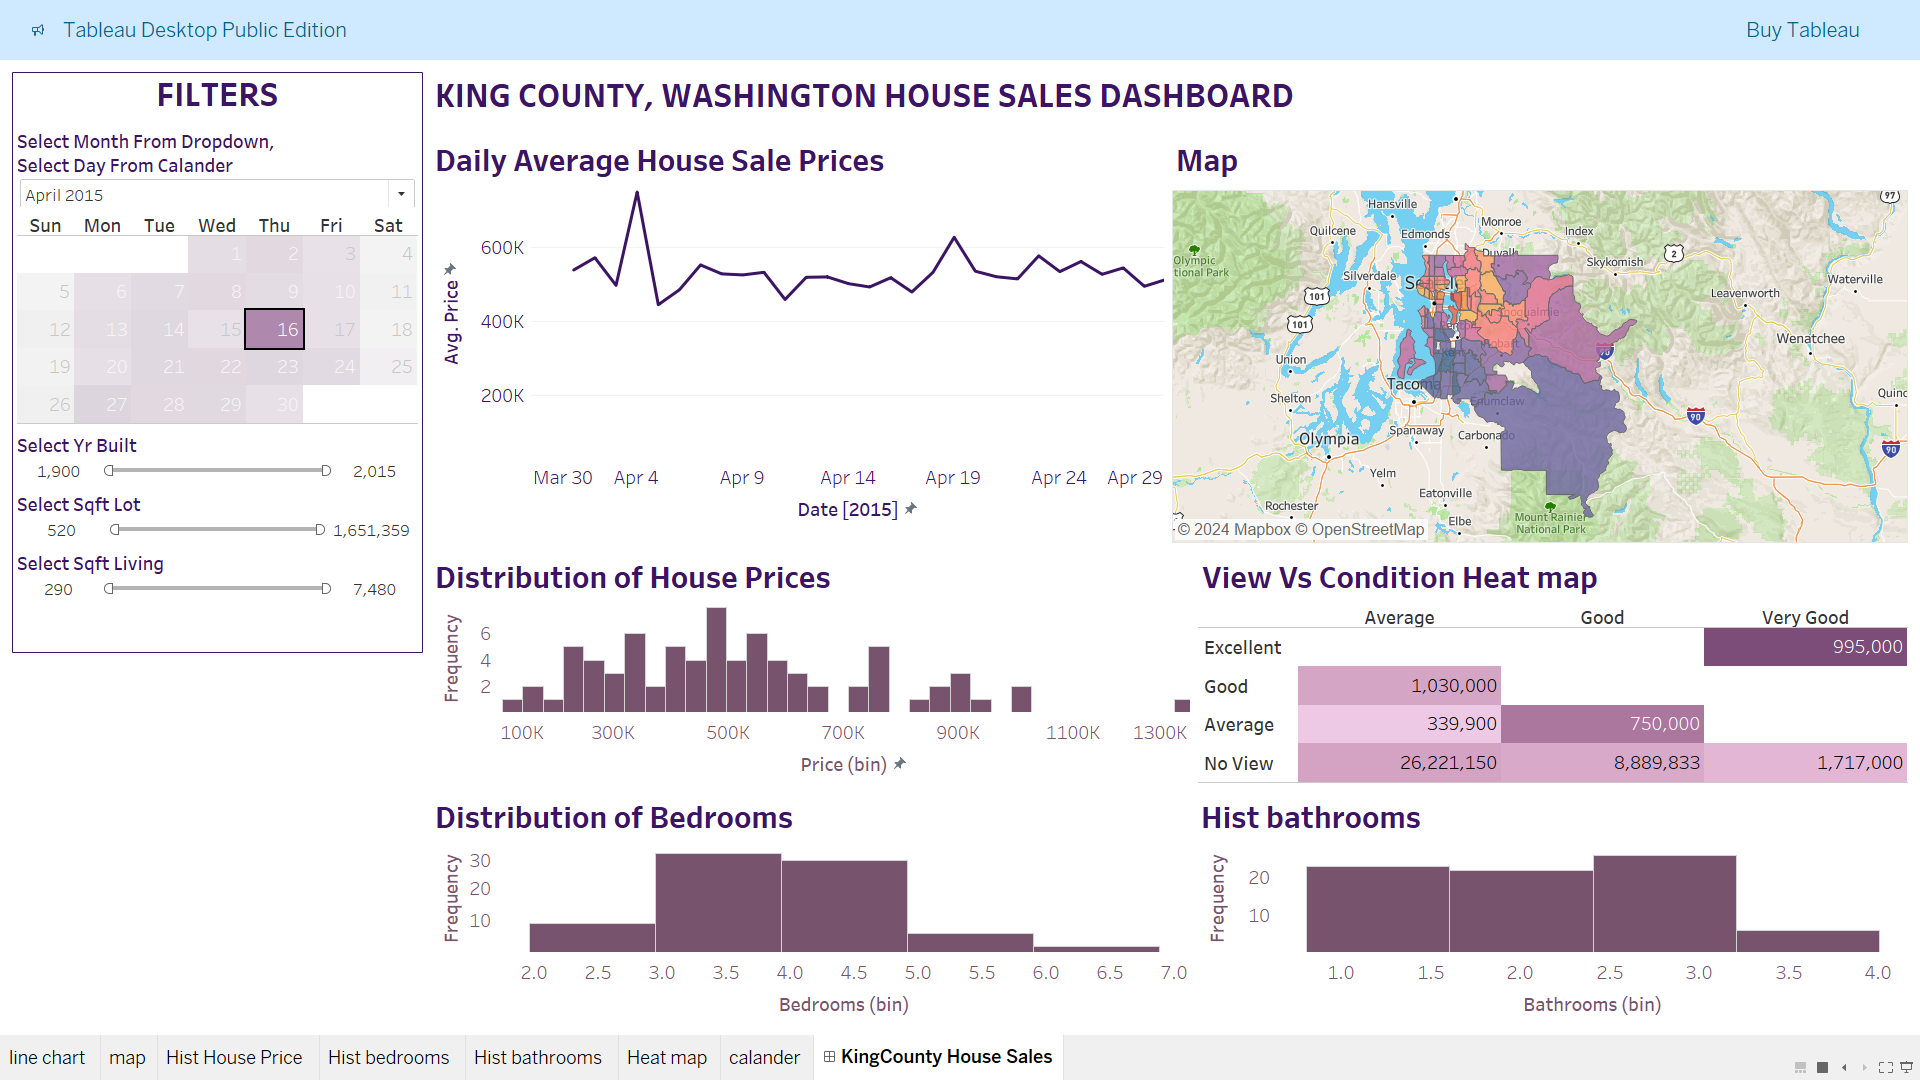 Tableau Desktop Public Edition
Buy Tableau
FILTERS
Select Month From Dropdown,
Select Day From Calander
April 2015
Sun Mon Tue Wed Thu Fri Sat
1 2 3 4
5 6 7 8 9 10 11
12 13 14 15 16 17 18
19 20 21 22 23 24 25
26 27 28 29 30
Select Yr Built
1,900 2,015
Select Sqft Lot
520 1,651,359
Select Sqft Living
290 7,480
KING COUNTY, WASHINGTON HOUSE SALES DASHBOARD
Daily Average House Sale Prices
Avg. Price
600K
400K
200K
Mar 30 Apr 4 Apr 9 Apr 14 Apr 19 Apr 24 Apr 29
Date [2015]
Map
Hansville
97
Quilcene
Edmonds
Monroe
Index
Duvall
2
Skykomish
Olympic
tional Park
Silverdale
Waterville
Leavenworth
101
Se
le
101
Snoqualmie
Wenatchee
Union
Hobart
90
Tacoma
Shelton
Enumclaw
Quinc
90
Olympia
Spanaway
Carbonado
90
Yelm
Eatonville
Rochester
Elbe
Mount Rainier
National Park
© 2024 Mapbox © OpenStreetMap
Distribution of House Prices
Frequency
6
4
2
100K 300K 500K 700K 900K 1100K 1300K
Price (bin)
View Vs Condition Heat map
Average Good Very Good
Excellent 995,000
Good 1,030,000
Average 339,900 750,000
No View 26,221,150 8,889,833 1,717,000
Distribution of Bedrooms
Frequency
30
20
10
2.0 2.5 3.0 3.5 4.0 4.5 5.0 5.5 6.0 6.5 7.0
Bedrooms (bin)
Hist bathrooms
Frequency
20
10
1.0 1.5 2.0 2.5 3.0 3.5 4.0
Bathrooms (bin)
line chart map Hist House Price Hist bedrooms Hist bathrooms Heat map calander KingCounty House Sales